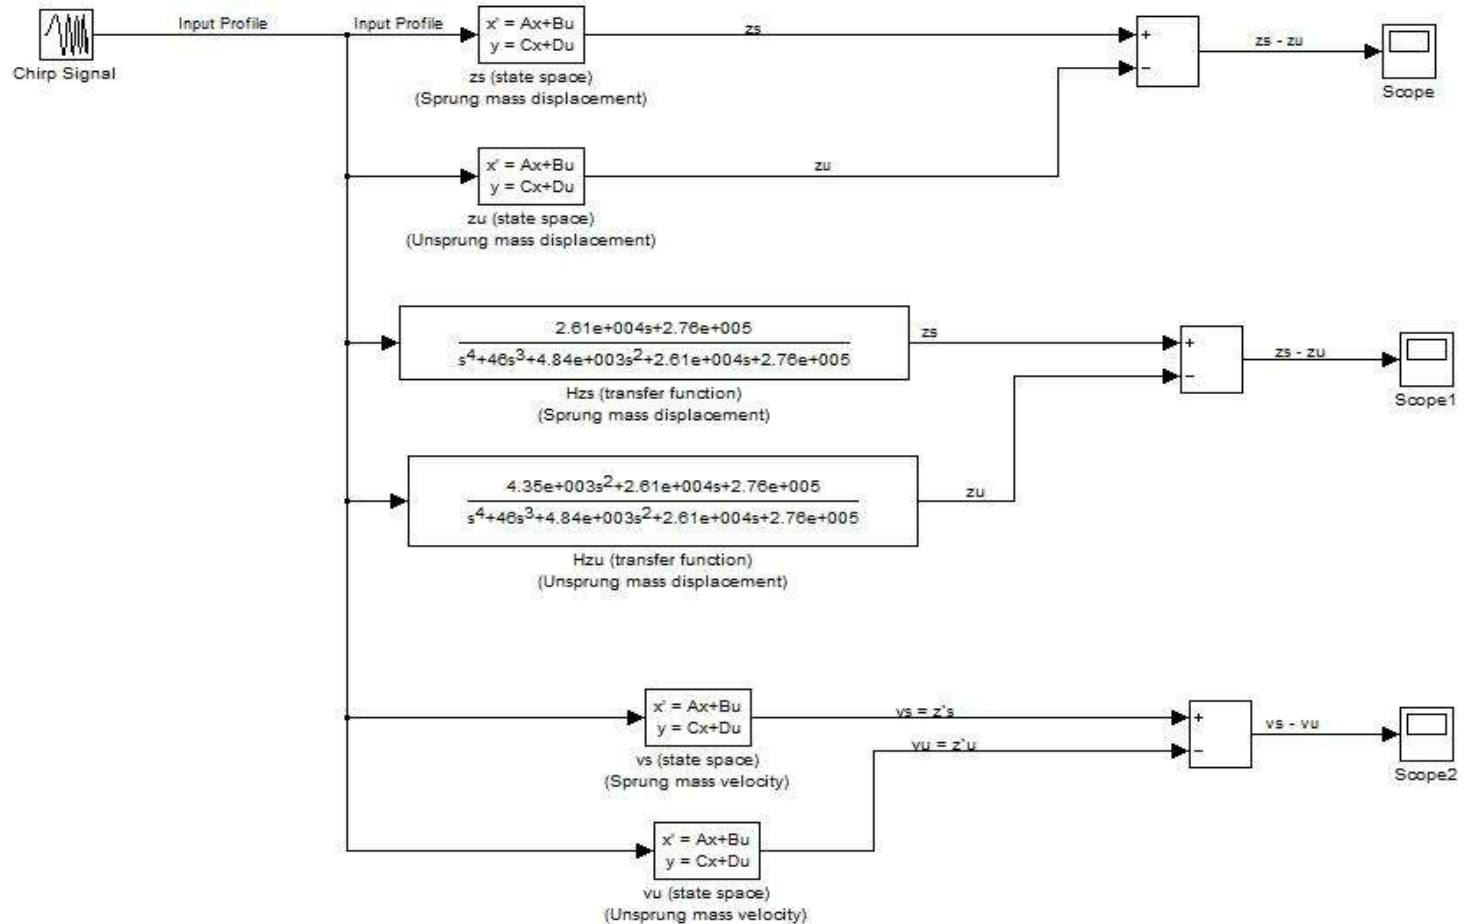 Input Profile
Input Profile
x' = Ax+Bu
y = Cx+Du
zs
+
−
zs - zu
Chirp Signal
zs (state space)
(Sprung mass displacement)
Scope
x' = Ax+Bu
y = Cx+Du
zu
zu (state space)
(Unsprung mass displacement)
2.61e+004s+2.76e+005
s⁴+46s³+4.84e+003s²+2.61e+004s+2.76e+005
zs
+
−
zs - zu
Hzs (transfer function)
(Sprung mass displacement)
Scope1
4.35e+003s²+2.61e+004s+2.76e+005
s⁴+46s³+4.84e+003s²+2.61e+004s+2.76e+005
zu
Hzu (transfer function)
(Unsprung mass displacement)
x' = Ax+Bu
y = Cx+Du
vs = z`s
+
−
vs - vu
vu = z`u
vs (state space)
(Sprung mass velocity)
Scope2
x' = Ax+Bu
y = Cx+Du
vu (state space)
(Unsprung mass velocity)